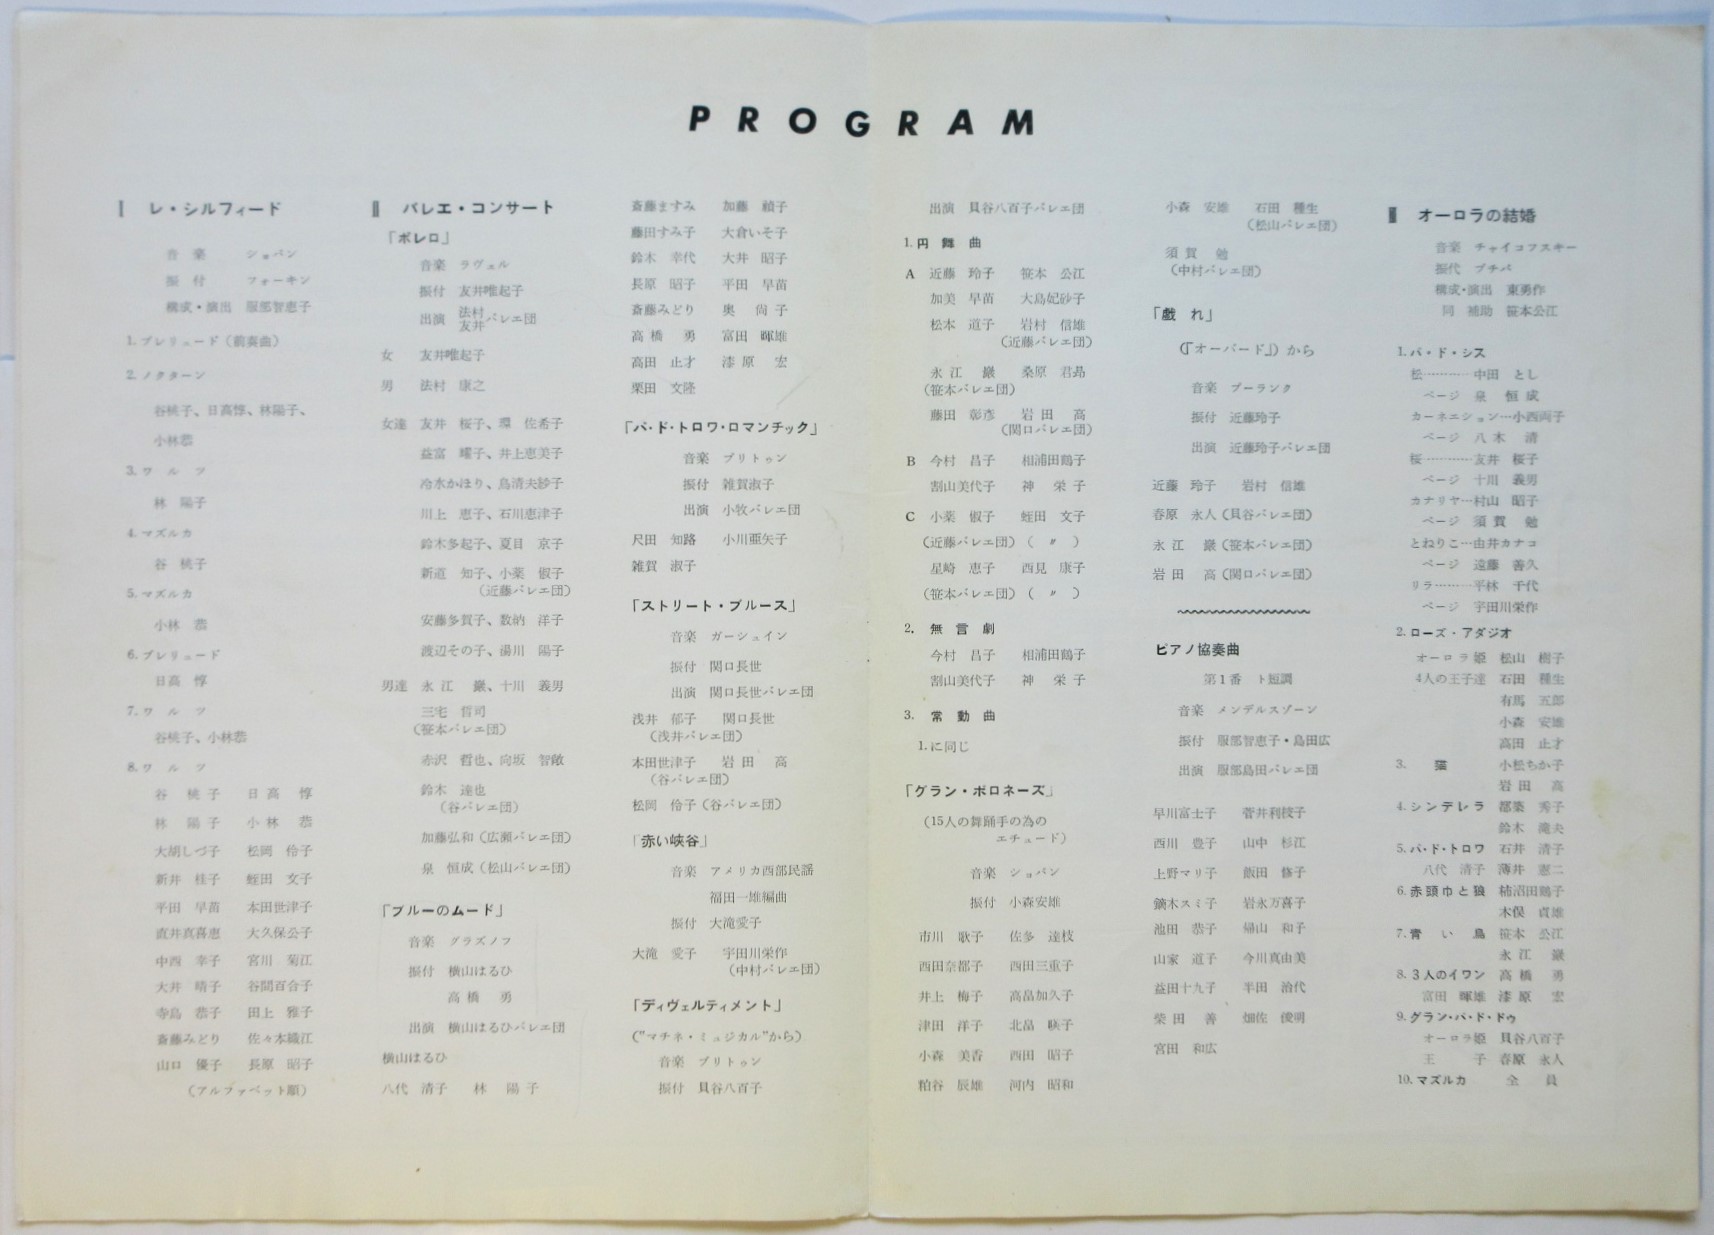 PROGRAM
Ⅰ レ・シルフィード
音楽 ショパン
振付 フォーキン
構成・演出 服部智恵子
1. プレリュード(前奏曲)
2. ノクターン
谷桃子、日高惇、林陽子、
小林恭
3. ワルツ
林 陽子
4. マズルカ
谷 桃子
5. マズルカ
小林 恭
6. プレリュード
日高 惇
7. ワルツ
谷桃子、小林恭
8. ワルツ
谷 桃子 日高 惇
林 陽子 小林 恭
大胡しづ子 松岡 伶子
新井 桂子 蛭田 文子
平田 早苗 本田世津子
直井真喜恵 大久保公子
中西 幸子 宮川 菊江
大井 晴子 谷間百合子
寺島 恭子 田上 雅子
斎藤みどり 佐々木織江
山口 優子 長原 昭子
(アルファベット順)
Ⅱ バレエ・コンサート
「ボレロ」
音楽 ラヴェル
振付 友井唯起子
出演 法村友井バレエ団
女 友井唯起子
男 法村 康之
女達 友井 桜子、環 佐希子
益富 曜子、井上恵美子
冷水かほり、鳥清夫紗子
川上 恵子、石川恵津子
鈴木多起子、夏目 京子
新道 知子、小薬 椒子
(近藤バレエ団)
安藤多賀子、数納 洋子
渡辺その子、湯川 陽子
男達 永江 巌、十川 義男
三宅 哲司
(笹本バレエ団)
赤沢 哲也、向坂 智敵
鈴木 達也
(谷バレエ団)
加藤弘和(広瀬バレエ団)
泉 恒成(松山バレエ団)
「ブルーのムード」
音楽 グラズノフ
振付 横山はるひ
高橋 勇
出演 横山はるひバレエ団
横山はるひ
八代 清子 林 陽子
斎藤ますみ 加藤 禎子
藤田すみ子 大倉いそ子
鈴木 幸代 大井 昭子
長原 昭子 平田 早苗
斎藤みどり 奥 尚子
高橋 勇 富田 暉雄
高田 止才 漆原 宏
栗田 文隆
「パ・ド・トロワ・ロマンチック」
音楽 ブリトゥン
振付 雑賀淑子
出演 小牧バレエ団
尺田 知路 小川亜矢子
雑賀 淑子
「ストリート・ブルース」
音楽 ガーシュイン
振付 関口長世
出演 関口長世バレエ団
浅井 郁子 関口長世
(浅井バレエ団)
本田世津子 岩田 高
(谷バレエ団)
松岡 伶子(谷バレエ団)
「赤い峡谷」
音楽 アメリカ西部民謡
福田一雄編曲
振付 大滝愛子
大滝 愛子 宇田川栄作
(中村バレエ団)
「ディヴェルティメント」
("マチネ・ミュジカル"から)
音楽 ブリトゥン
振付 貝谷八百子
出演 貝谷八百子バレエ団
1. 円舞曲
A 近藤 玲子 笹本 公江
加美 早苗 大島妃砂子
松本 道子 岩村 信雄
(近藤バレエ団)
永江 巌 桑原 君昂
(笹本バレエ団)
藤田 彰彦 岩田 高
(関口バレエ団)
B 今村 昌子 相浦田鶴子
割山美代子 神 栄子
C 小薬 椒子 蛭田 文子
(近藤バレエ団)( 〃 )
星崎 恵子 西見 康子
(笹本バレエ団)( 〃 )
2. 無言劇
今村 昌子 相浦田鶴子
割山美代子 神 栄子
3. 常動曲
1.に同じ
「グラン・ポロネーズ」
(15人の舞踊手の為の
エチュード)
音楽 ショパン
振付 小森安雄
市川 歌子 佐多 達枝
西田奈都子 西田三重子
井上 梅子 高畠加久子
津田 洋子 北畠 暎子
小森 美香 西田 昭子
粕谷 辰雄 河内 昭和
小森 安雄 石田 種生
(松山バレエ団)
須賀 勉
(中村バレエ団)
「戯れ」
(「オーバード」)から
音楽 プーランク
振付 近藤玲子
出演 近藤玲子バレエ団
近藤 玲子 岩村 信雄
春原 永人(貝谷バレエ団)
永江 巌(笹本バレエ団)
岩田 高(関口バレエ団)
ピアノ協奏曲
第1番 ト短調
音楽 メンデルスゾーン
振付 服部智恵子・島田広
出演 服部島田バレエ団
早川富士子 菅井利枝子
西川 豊子 山中 杉江
上野マリ子 飯田 脩子
鏑木スミ子 岩永万喜子
池田 恭子 帰山 和子
山家 道子 今川真由美
益田十九子 半田 治代
柴田 善 畑佐 俊明
宮田 和広
Ⅲ オーロラの結婚
音楽 チャイコフスキー
振代 プチパ
構成・演出 東勇作
同 補助 笹本公江
1. パ・ド・シス
松…………中田 とし
ページ 泉 恒成
カーネエション…小西両子
ページ 八木 清
桜…………友井 桜子
ページ 十川 義男
カナリヤ…村山 昭子
ページ 須賀 勉
とねりこ…由井カナコ
ページ 遠藤 善久
リラ………平林 千代
ページ 宇田川栄作
2. ローズ・アダジオ
オーロラ姫 松山 樹子
4人の王子達 石田 種生
有馬 五郎
小森 安雄
高田 止才
3. 猫 小松ちか子
岩田 高
4. シンデレラ 都築 秀子
鈴木 滝夫
5. パ・ド・トロワ 石井 清子
八代 清子 薄井 憲二
6. 赤頭巾と狼 柿沼田鶴子
木俣 貞雄
7. 青い鳥 笹本 公江
永江 巌
8. 3人のイワン 高橋 勇
富田 暉雄 漆原 宏
9. グラン・パ・ド・ドゥ
オーロラ姫 貝谷八百子
王子 春原 永人
10. マズルカ 全員